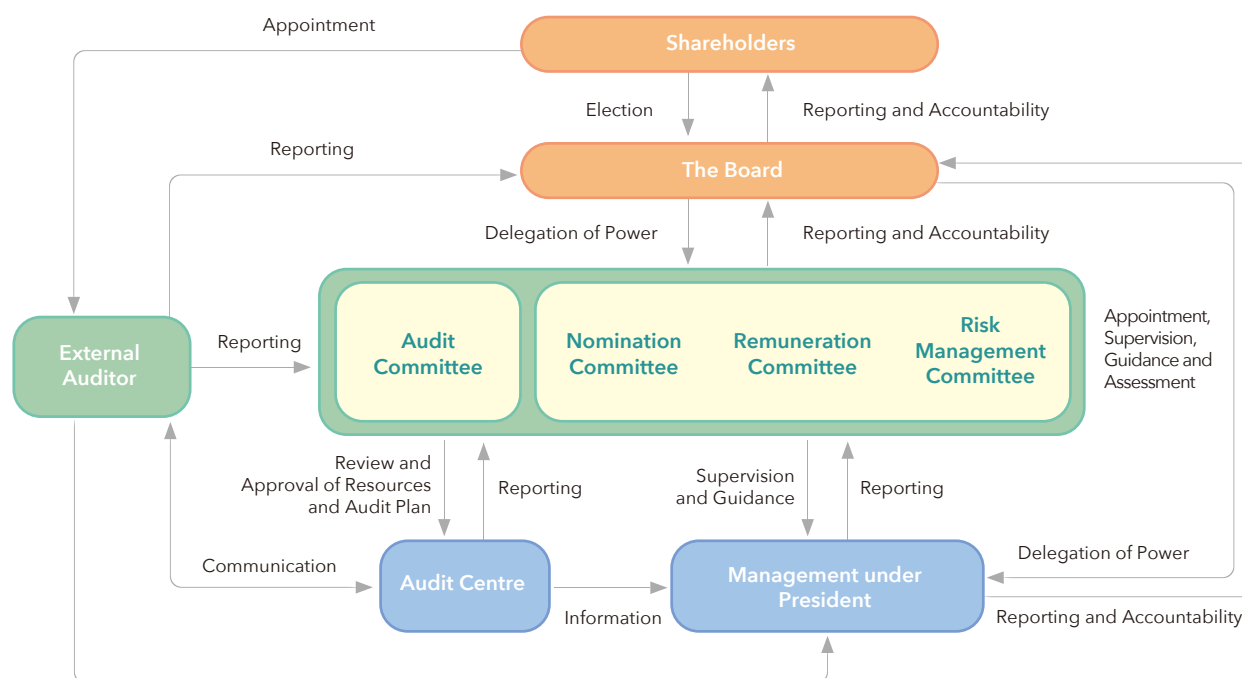 Appointment
Shareholders
Election
Reporting and Accountability
Reporting
The Board
Delegation of Power
Reporting and Accountability
External
Auditor
Reporting
Audit
Committee
Nomination
Committee
Remuneration
Committee
Risk
Management
Committee
Appointment,
Supervision,
Guidance and
Assessment
Review and
Approval of Resources
and Audit Plan
Reporting
Supervision
and Guidance
Reporting
Communication
Audit Centre
Information
Management under
President
Delegation of Power
Reporting and Accountability